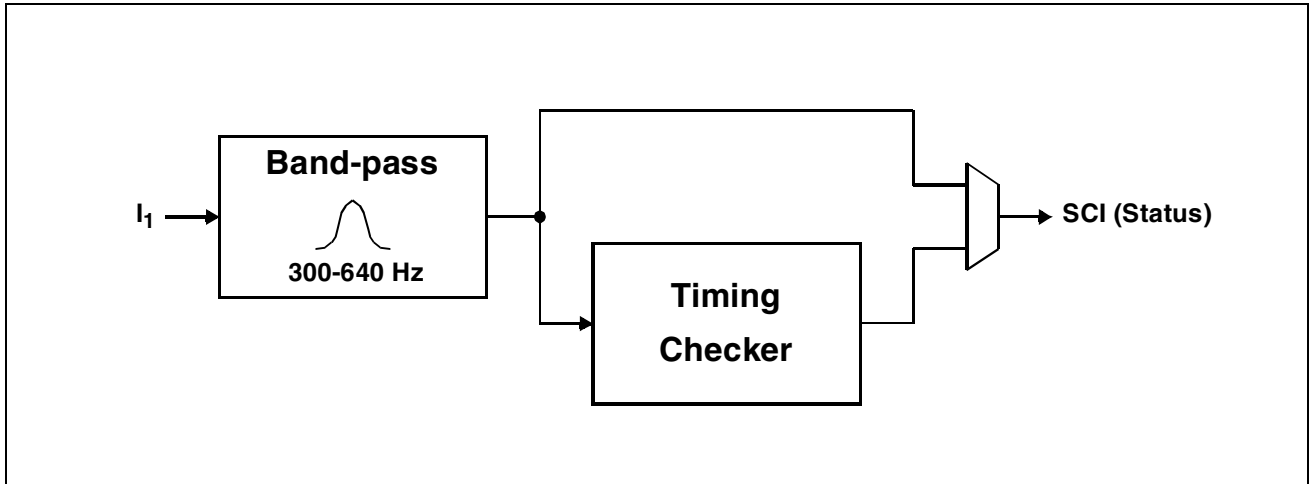 Band-pass
I₁
300-640 Hz
SCI (Status)
Timing
Checker